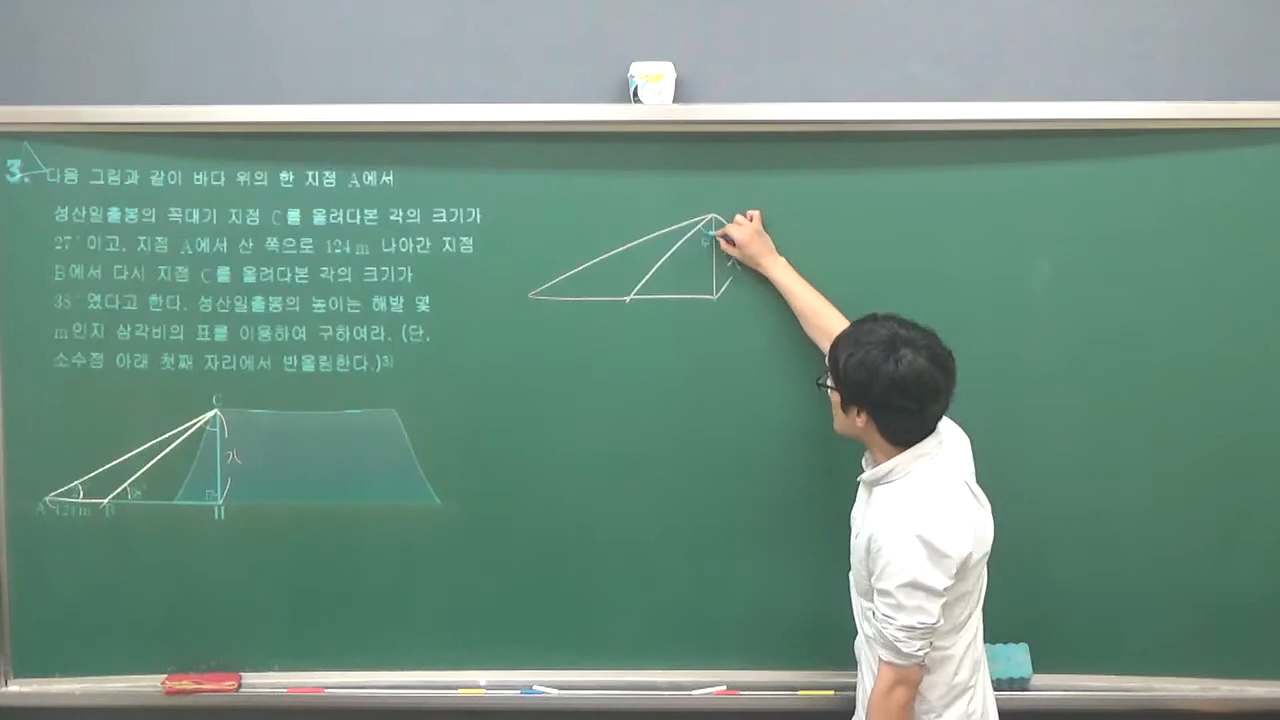 3. 다음 그림과 같이 바다 위의 한 지점 A에서
성산일출봉의 꼭대기 지점 C를 올려다본 각의 크기가
27°이고, 지점 A에서 산 쪽으로 124m 나아간 지점
B에서 다시 지점 C를 올려다본 각의 크기가
38°였다고 한다. 성산일출봉의 높이는 해발 몇
m인지 삼각비의 표를 이용하여 구하여라. (단,
소수점 아래 첫째 자리에서 반올림한다.)3)
C
A 124m B H